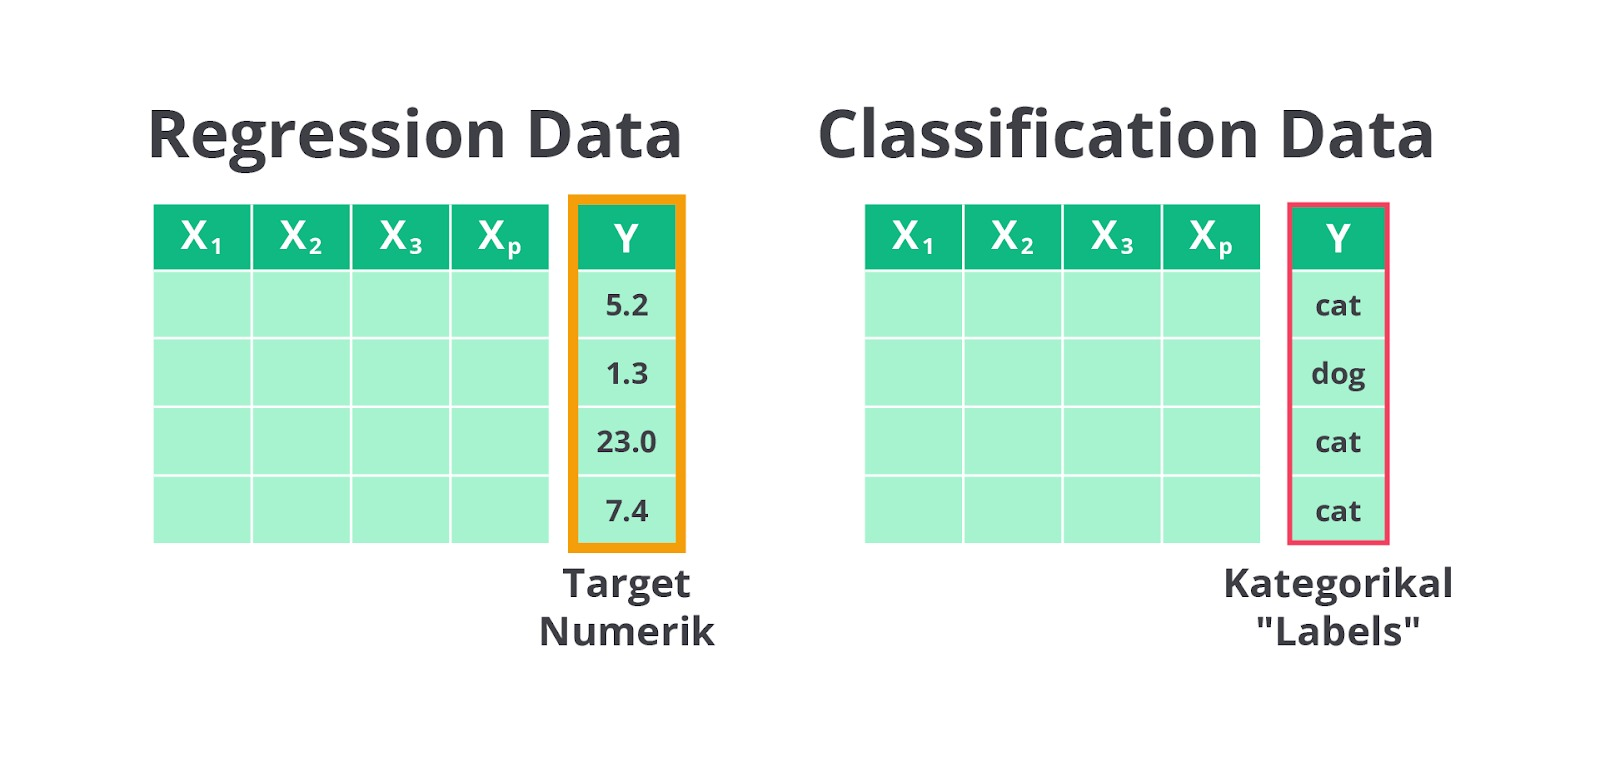 Regression Data
X1 X2 X3 Xp Y
5.2
1.3
23.0
7.4
Target
Numerik
Classification Data
X1 X2 X3 Xp Y
cat
dog
cat
cat
Kategorikal
"Labels"